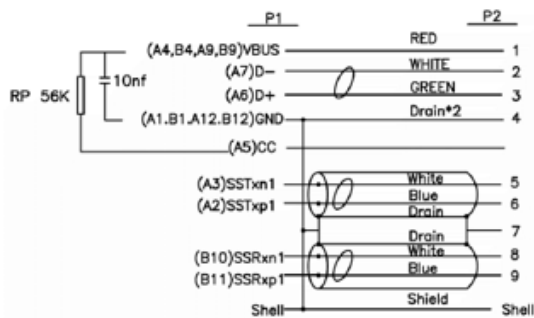 P1 P2
RED
(A4,B4,A9,B9)VBUS 1
WHITE
(A7)D- 2
10nf
GREEN
RP 56K (A6)D+ 3
Drain*2
(A1.B1.A12.B12)GND 4
(A5)CC
White
(A3)SSTxn1 5
Blue
(A2)SSTxp1 6
Drain
7
Drain
White
(B10)SSRxn1 8
Blue
(B11)SSRxp1 9
Shield
Shell Shell